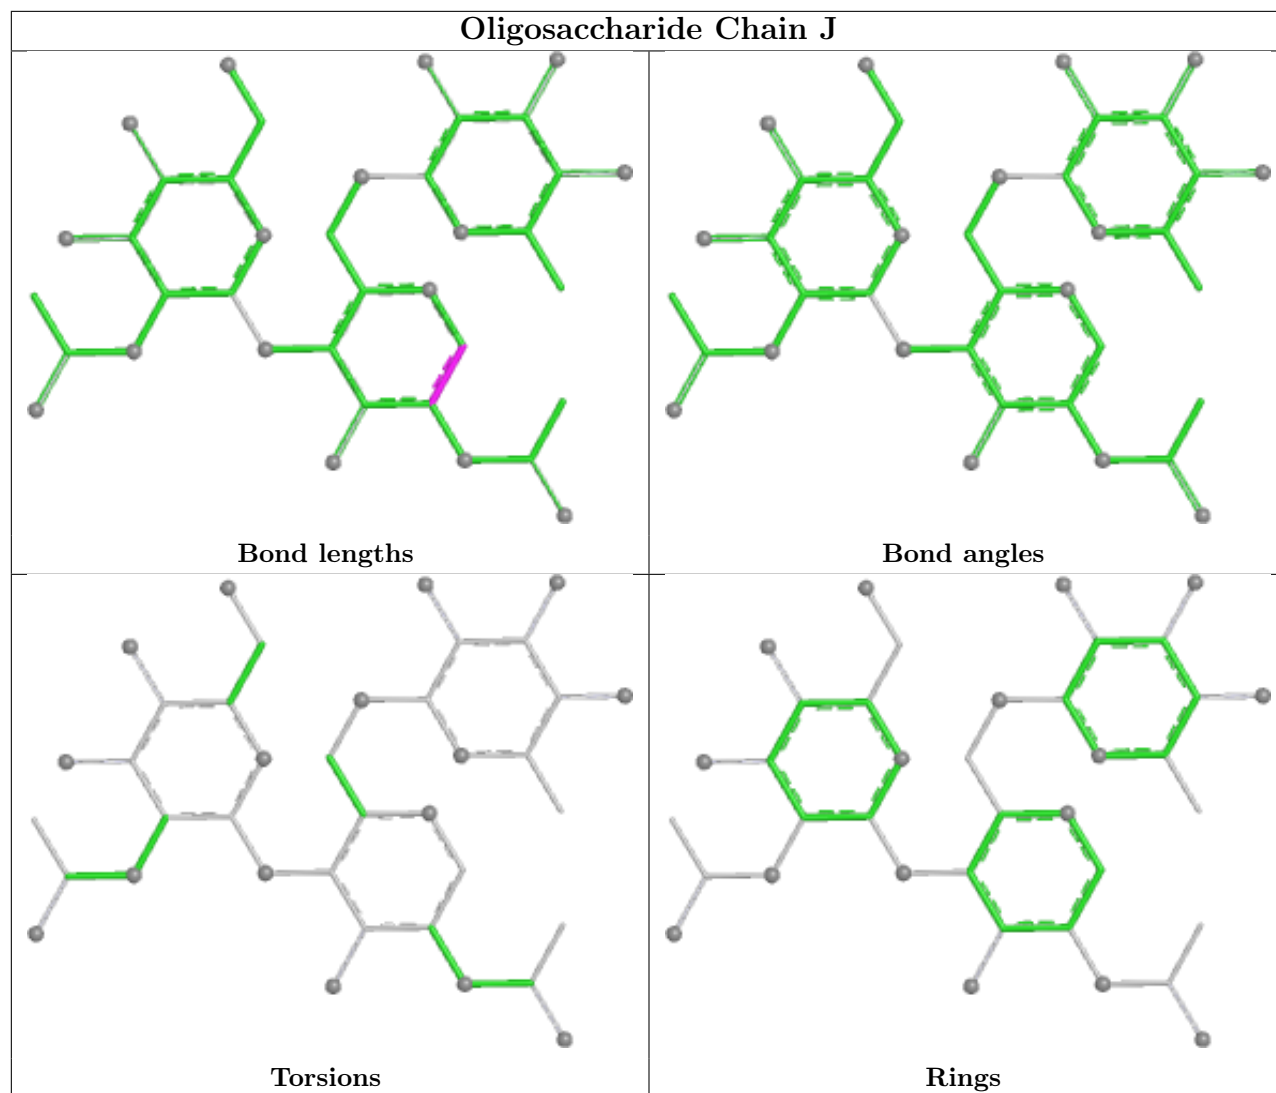 Oligosaccharide Chain J
Bond lengths
Bond angles
Torsions
Rings